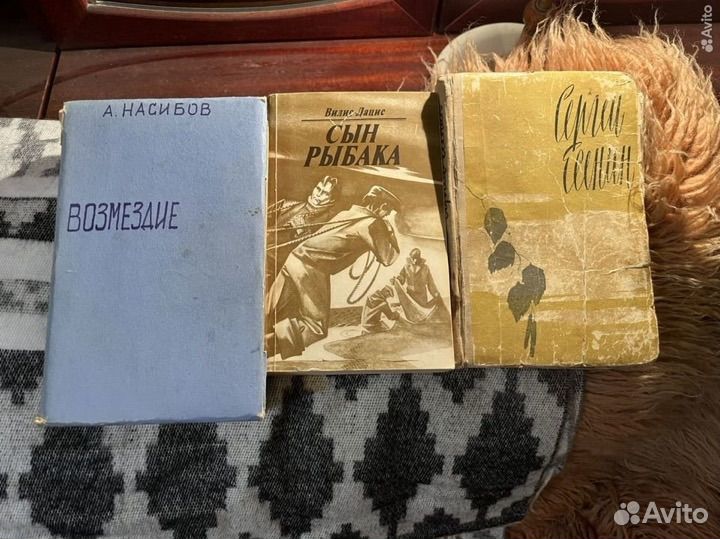 А. НАСИБОВ
ВОЗМЕЗДИЕ
Вилис Лацис
СЫН
РЫБАКА
Сергей
Есенин
Avito
Avito